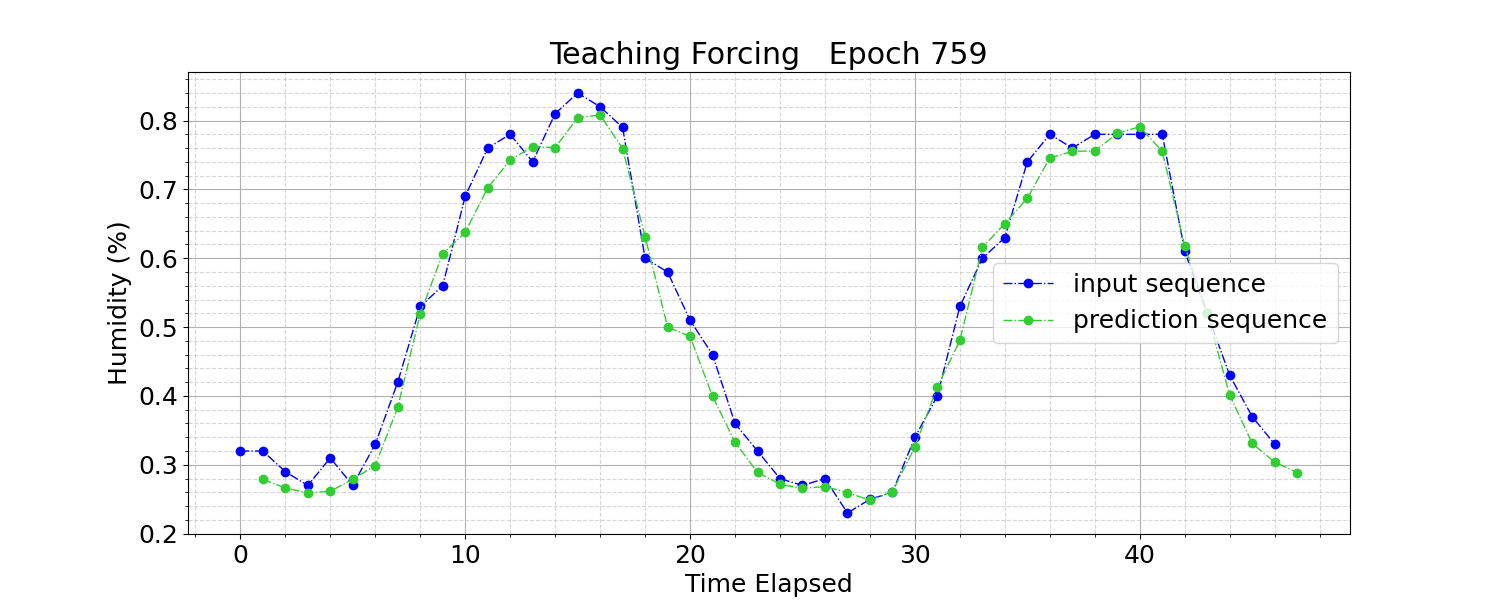 Teaching Forcing   Epoch 759
Humidity (%)
0.8
0.7
0.6
0.5
0.4
0.3
0.2
input sequence
prediction sequence
0 10 20 30 40
Time Elapsed